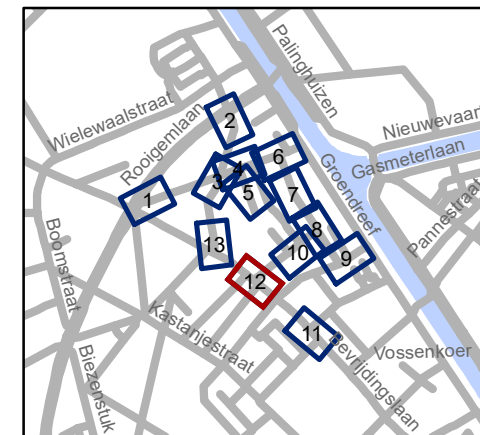 Palinghuizen
Wielewaalstraat
Rooigemlaan
Nieuwevaart
Gasmeterlaan
Groendreef
Pannestraat
Boomstraat
Kastanjestraat
Biezenstuk
Bevrijdingslaan
Vossenkoer
1
2
3
4
5
6
7
8
9
10
11
12
13